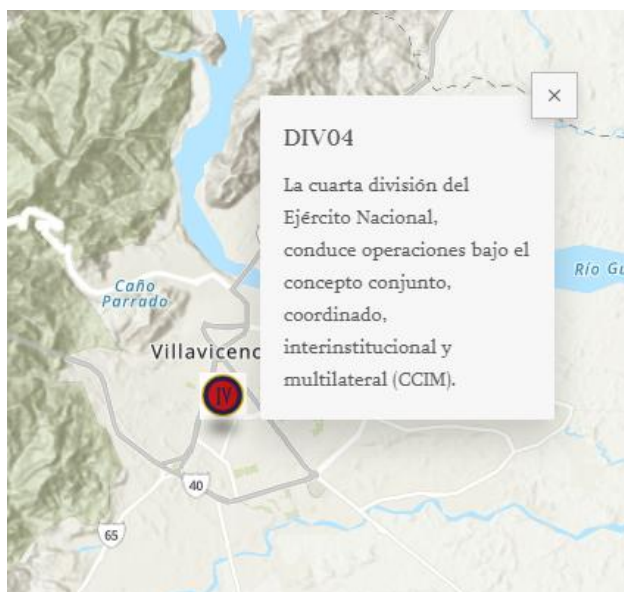 ×
DIV04
La cuarta división del
Ejército Nacional,
conduce operaciones bajo el
concepto conjunto,
coordinado,
interinstitucional y
multilateral (CCIM).
Río Gu
Caño
Parrado
Villavicenc
IV
40
65